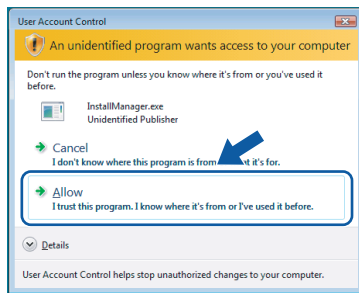 User Account Control
An unidentified program wants access to your computer
Don't run the program unless you know where it's from or you've used it
before.
InstallManager.exe
Unidentified Publisher
Cancel
I don't know where this program is from it's for.
Allow
I trust this program. I know where it's from or I've used it before.
Details
User Account Control helps stop unauthorized changes to your computer.